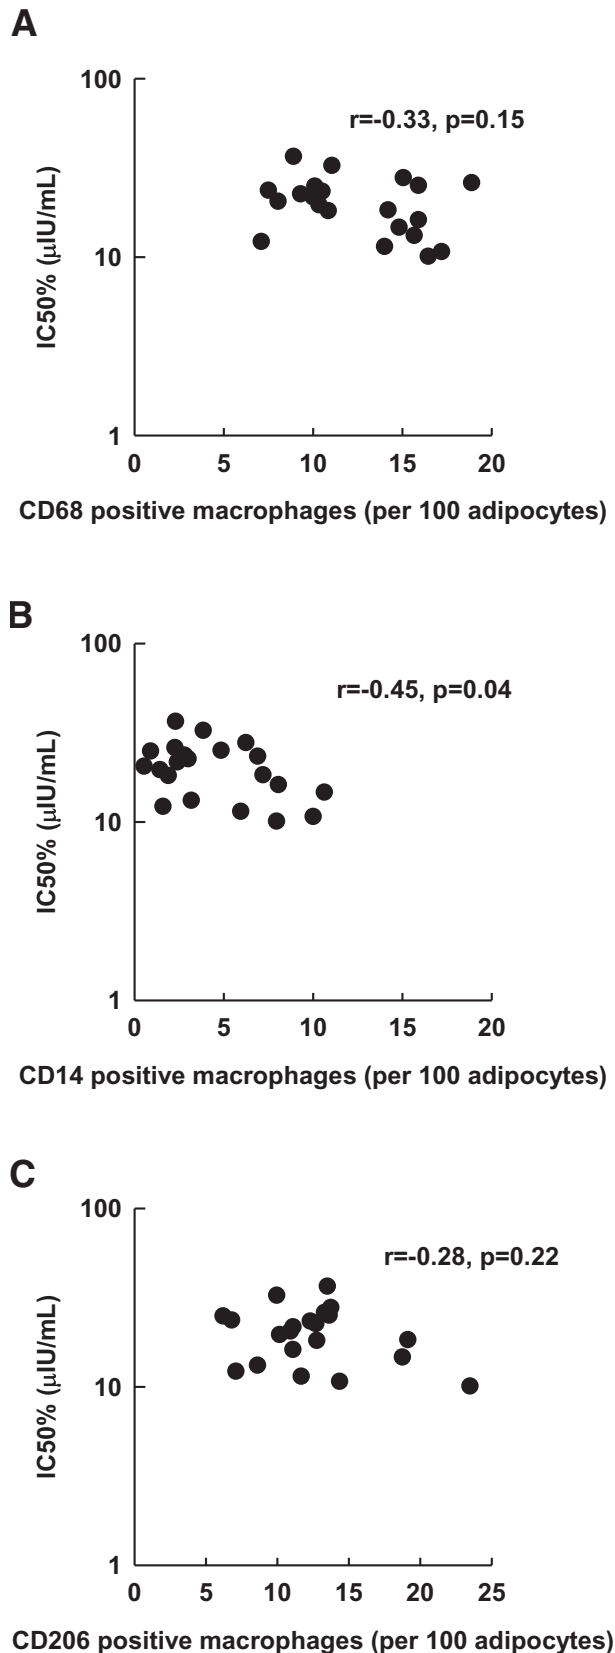 A
100
r=-0.33, p=0.15
IC50% (μIU/mL)
10
1
0 5 10 15 20
CD68 positive macrophages (per 100 adipocytes)
B
100
r=-0.45, p=0.04
IC50% (μIU/mL)
10
1
0 5 10 15 20
CD14 positive macrophages (per 100 adipocytes)
C
100
r=-0.28, p=0.22
IC50% (μIU/mL)
10
1
0 5 10 15 20 25
CD206 positive macrophages (per 100 adipocytes)